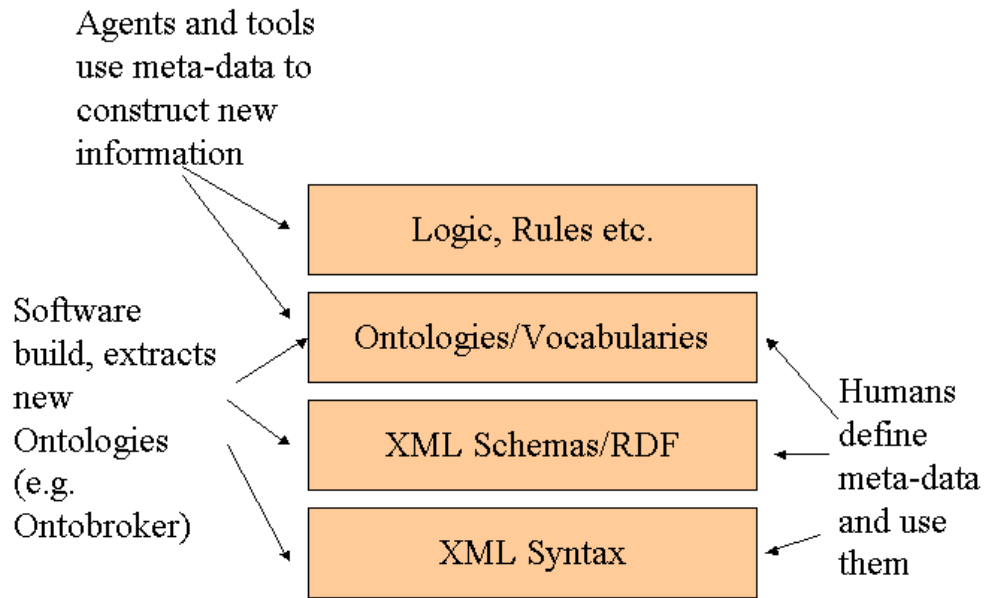 Agents and tools
use meta-data to
construct new
information
Logic, Rules etc.
Ontologies/Vocabularies
XML Schemas/RDF
XML Syntax
Software
build, extracts
new
Ontologies
(e.g.
Ontobroker)
Humans
define
meta-data
and use
them